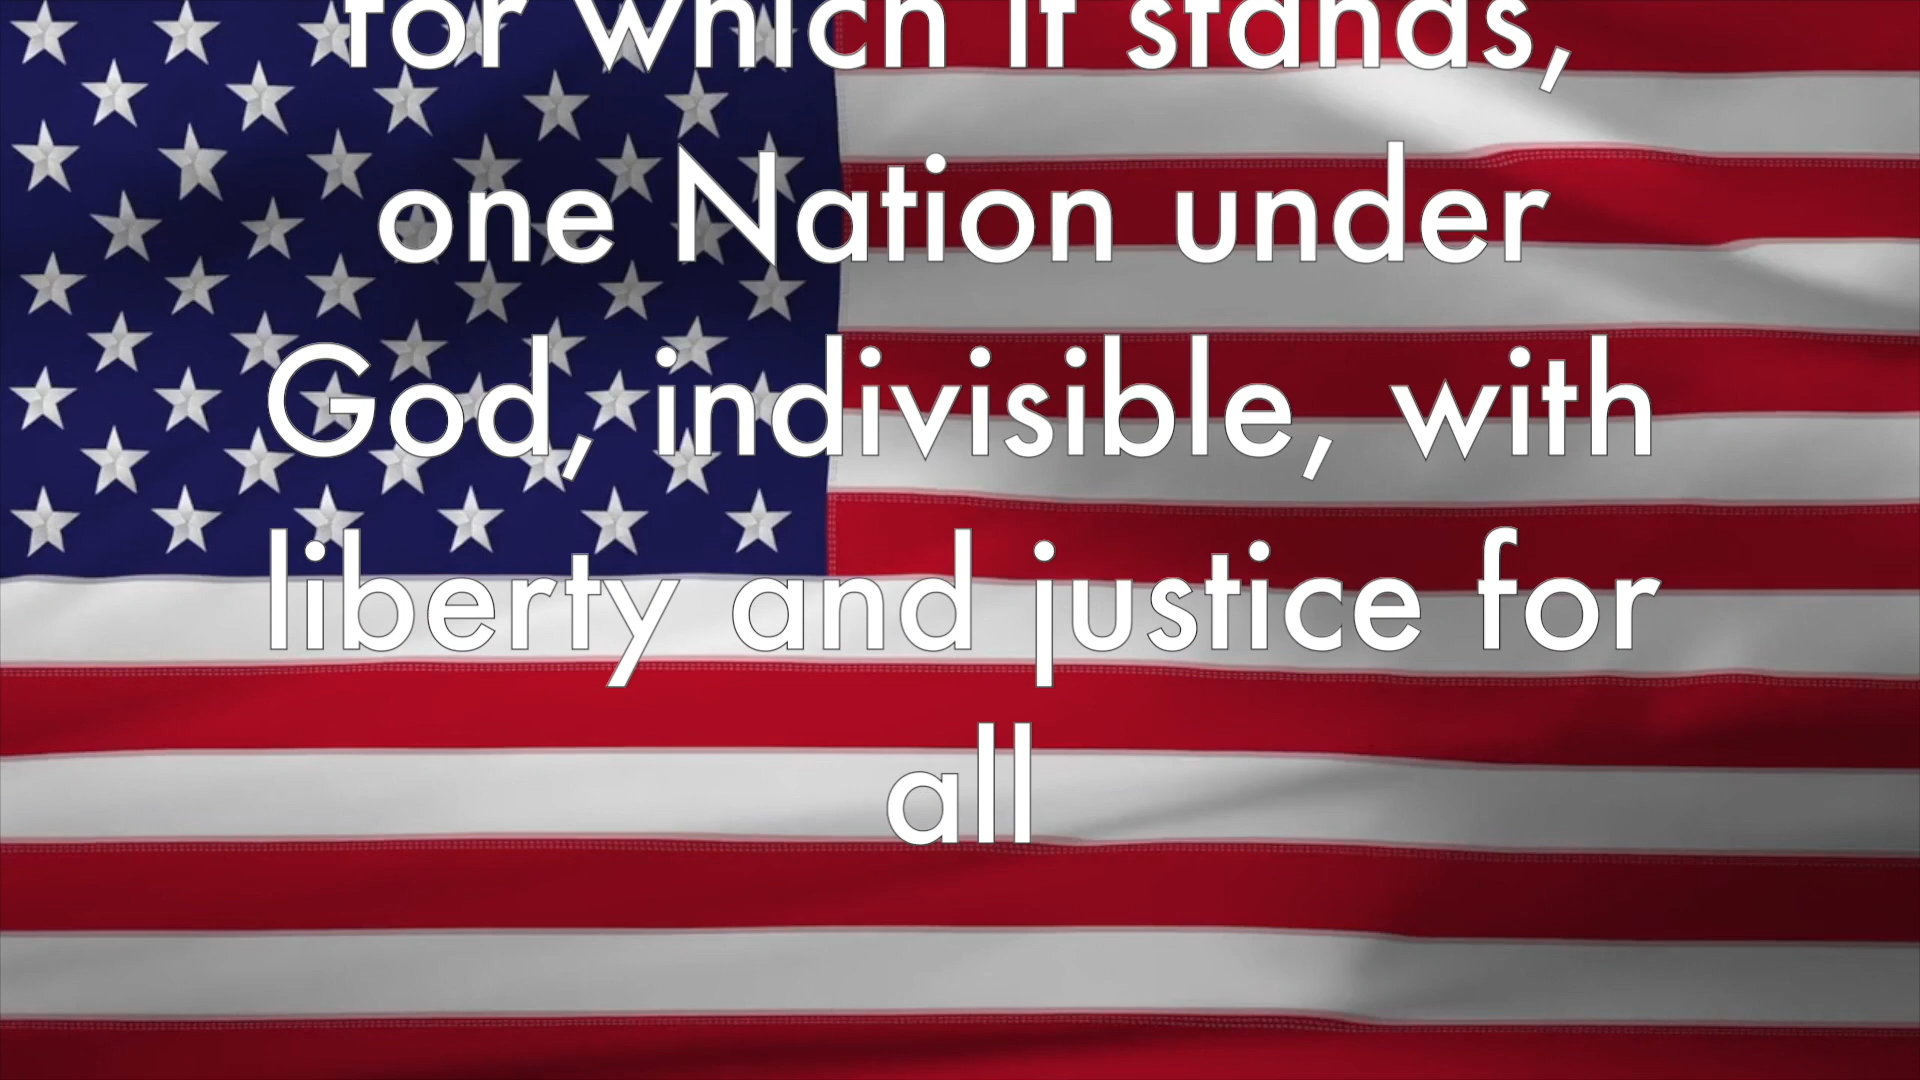 for which it stands,
one Nation under
God, indivisible, with
liberty and justice for
all